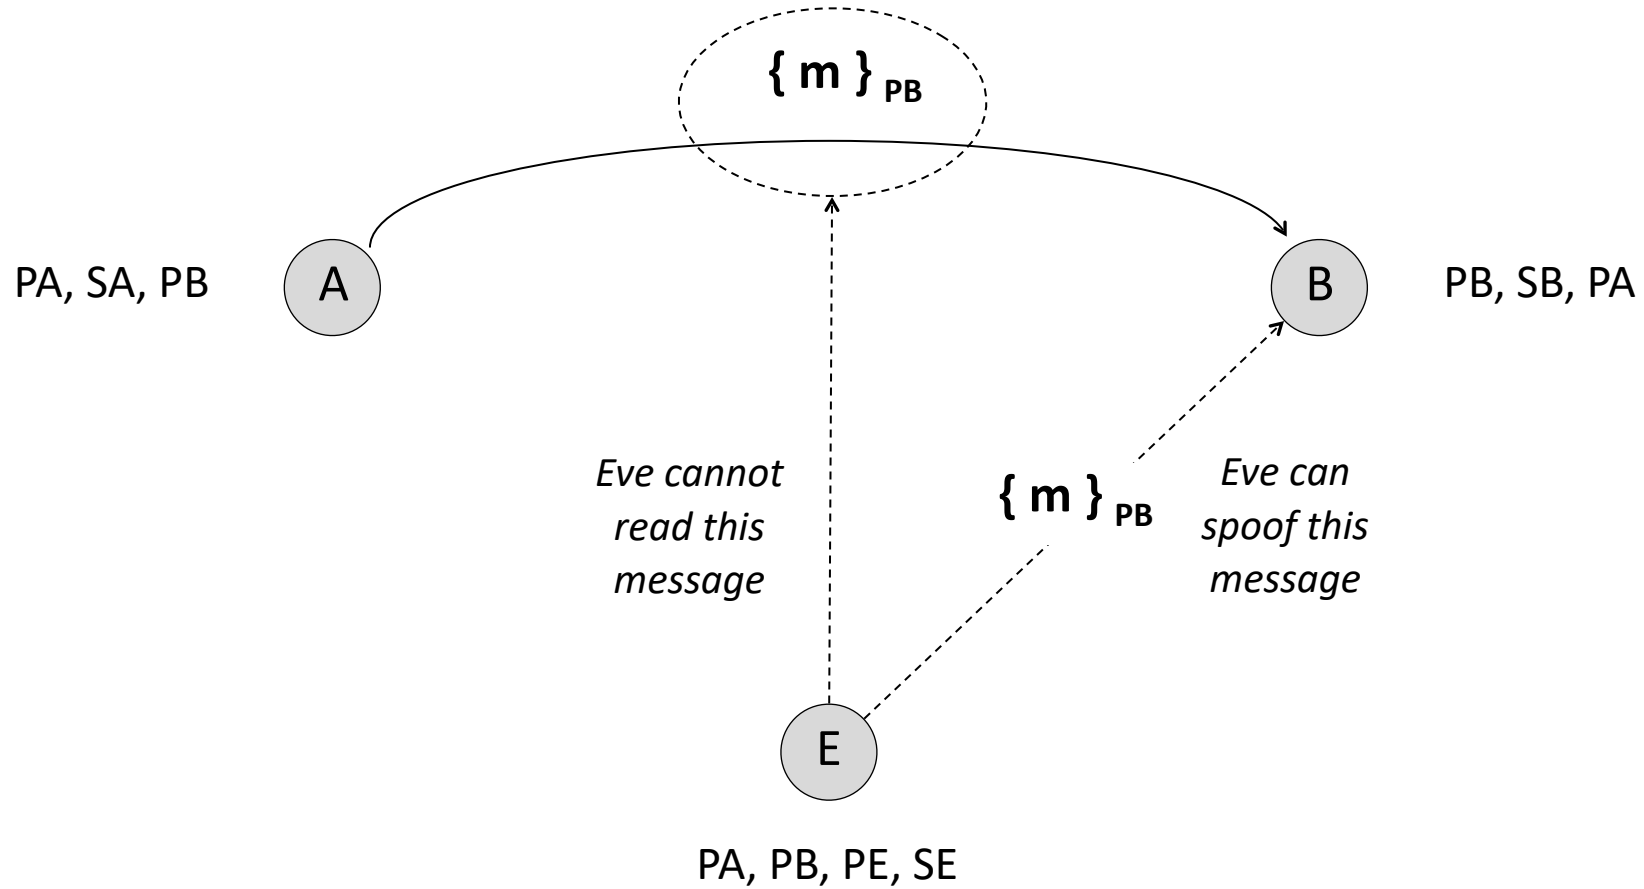 { m } PB
PA, SA, PB
A
B
PB, SB, PA
Eve cannot
read this
message
{ m } PB
Eve can
spoof this
message
E
PA, PB, PE, SE